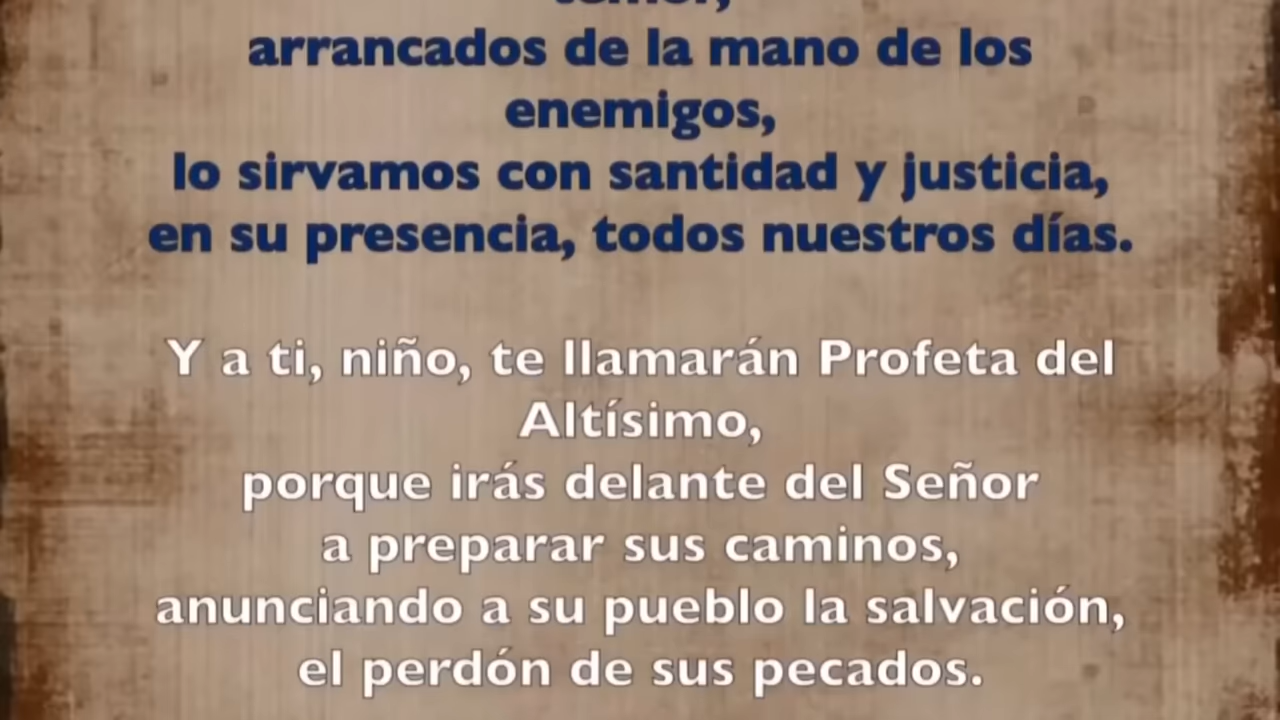 temor,
arrancados de la mano de los
enemigos,
lo sirvamos con santidad y justicia,
en su presencia, todos nuestros días.
Y a ti, niño, te llamarán Profeta del
Altísimo,
porque irás delante del Señor
a preparar sus caminos,
anunciando a su pueblo la salvación,
el perdón de sus pecados.